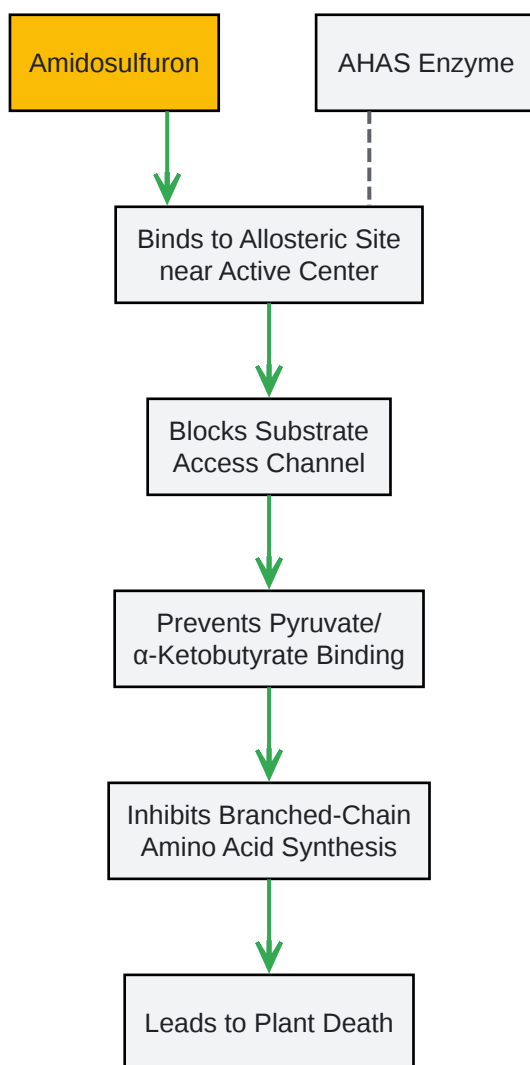 Amidosulfuron
AHAS Enzyme
Binds to Allosteric Site
near Active Center
Blocks Substrate
Access Channel
Prevents Pyruvate/
α-Ketobutyrate Binding
Inhibits Branched-Chain
Amino Acid Synthesis
Leads to Plant Death